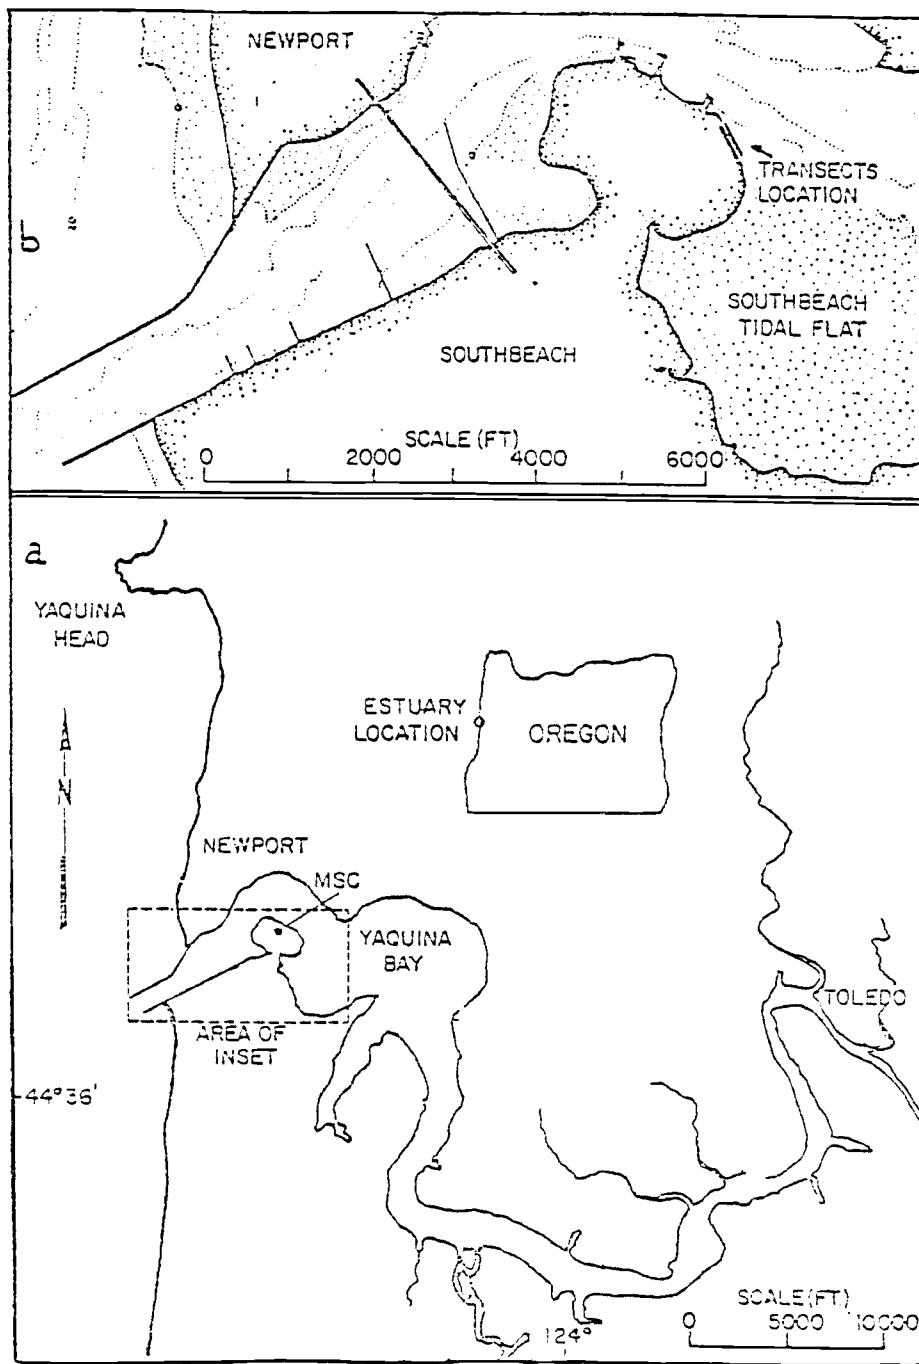 NEWPORT
TRANSECTS
LOCATION
b
SOUTHBEACH
TIDAL FLAT
SOUTHBEACH
SCALE (FT)
0 2000 4000 6000
a
YAQUINA
HEAD
ESTUARY
LOCATION
OREGON
N
NEWPORT
MSC
YAQUINA
BAY
TOLEDO
AREA OF
INSET
44°36'
SCALE (FT)
0 5000 10000
124°